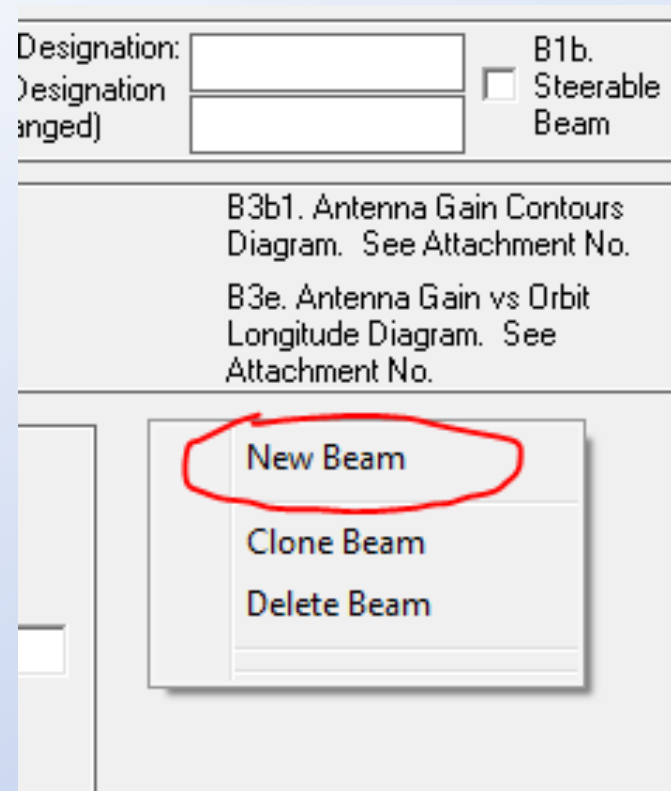 Designation:
Designation
anged)
B1b.
Steerable
Beam
B3b1. Antenna Gain Contours
Diagram. See Attachment No.
B3e. Antenna Gain vs Orbit
Longitude Diagram. See
Attachment No.
New Beam
Clone Beam
Delete Beam